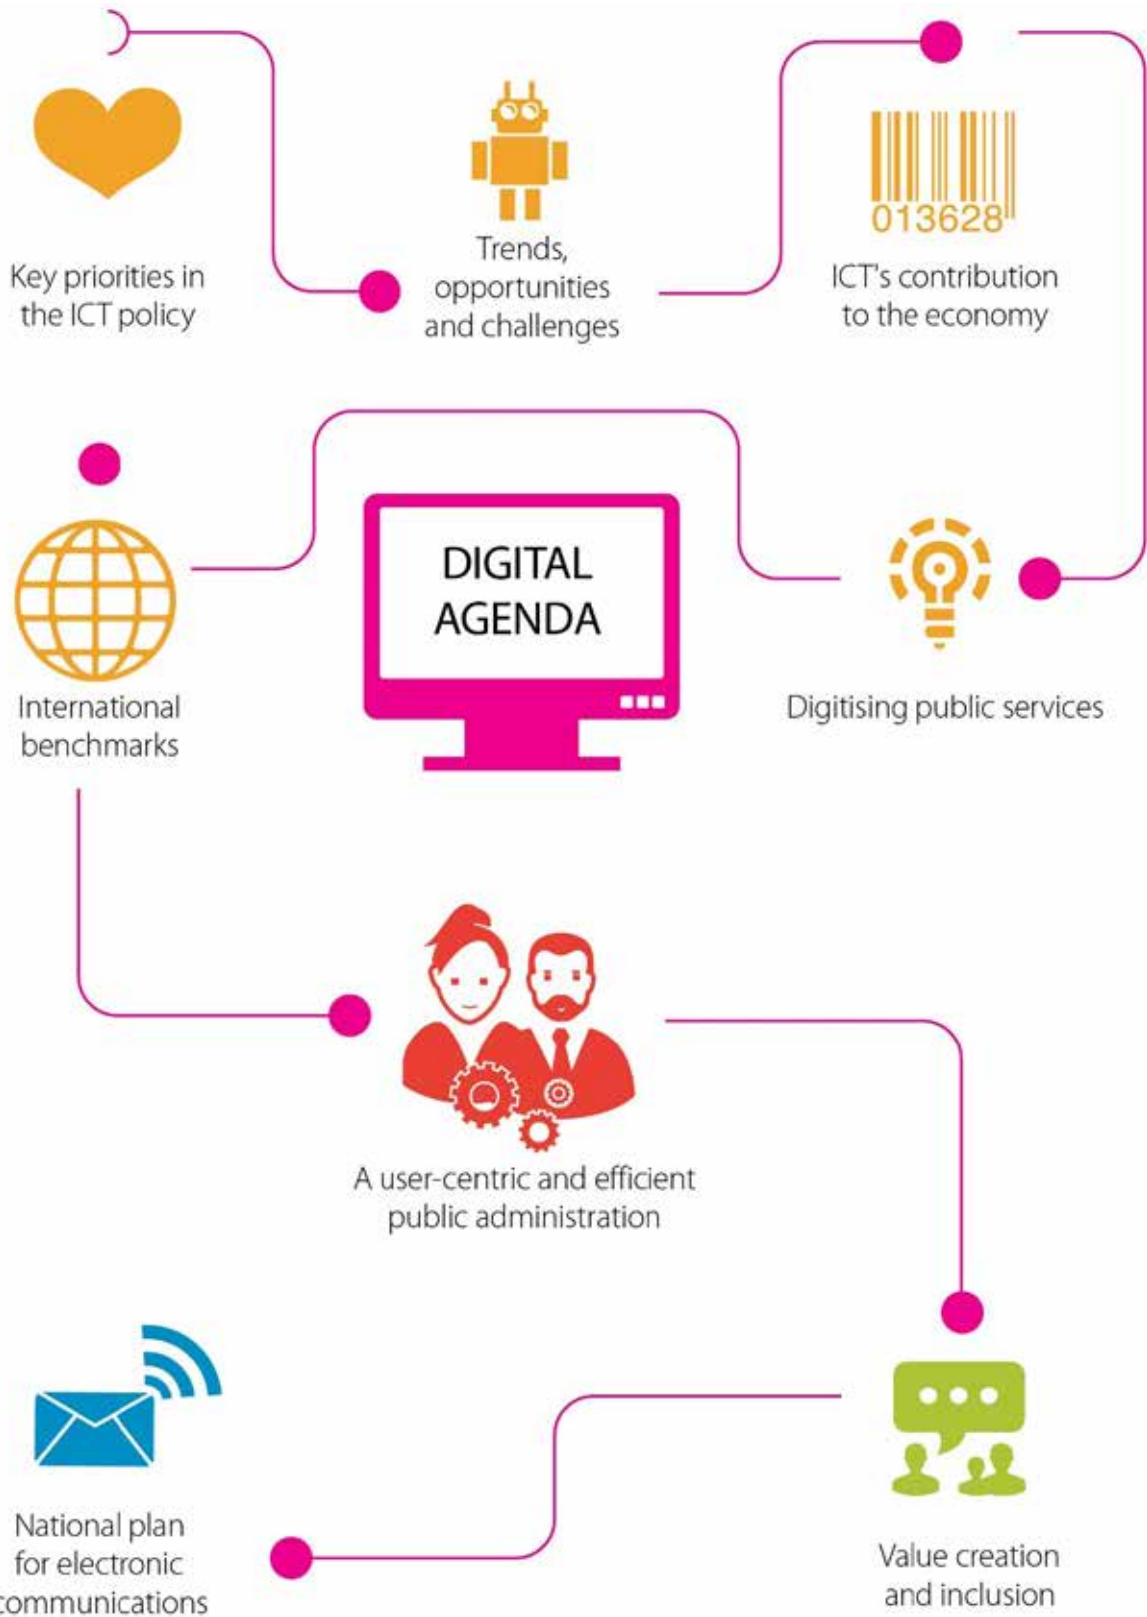 Key priorities in
the ICT policy
Trends,
opportunities
and challenges
013628
ICT's contribution
to the economy
International
benchmarks
DIGITAL
AGENDA
Digitising public services
A user-centric and efficient
public administration
National plan
for electronic
communications
Value creation
and inclusion